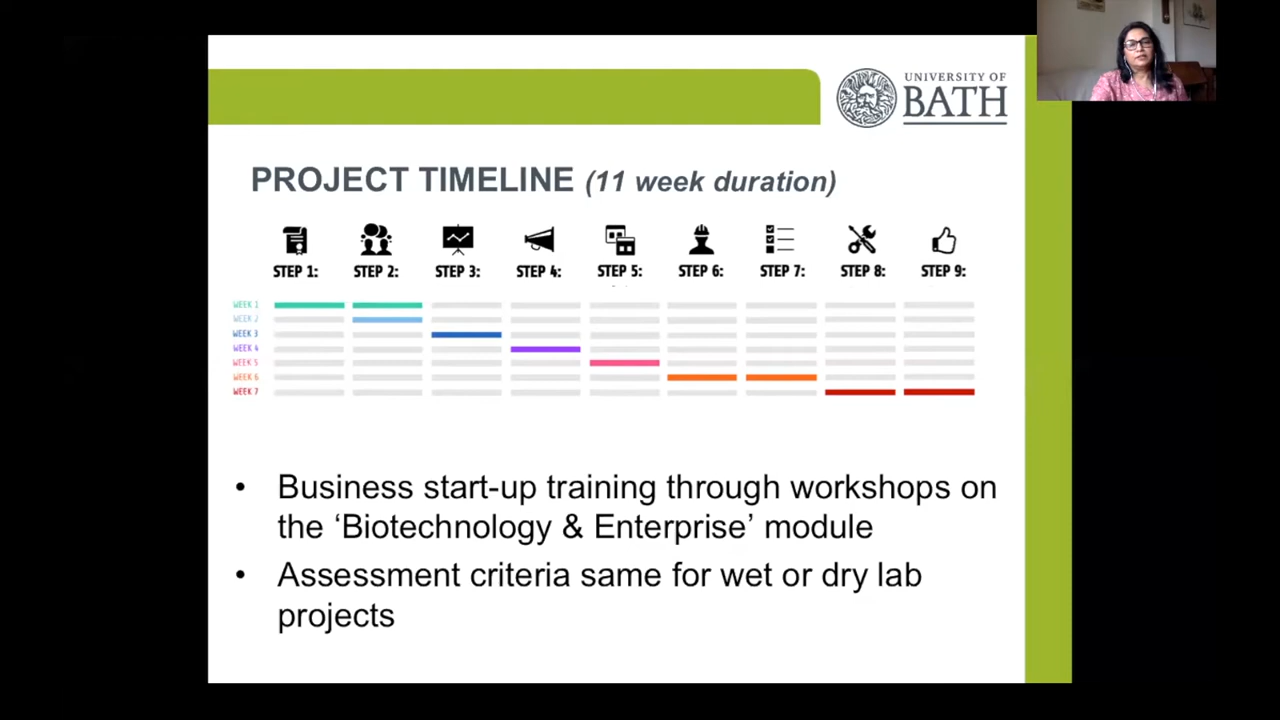 UNIVERSITY OF
BATH
PROJECT TIMELINE (11 week duration)
STEP 1: STEP 2: STEP 3: STEP 4: STEP 5: STEP 6: STEP 7: STEP 8: STEP 9:
WEEK 1
WEEK 2
WEEK 3
WEEK 4
WEEK 5
WEEK 6
WEEK 7
• Business start-up training through workshops on
the ‘Biotechnology & Enterprise’ module
• Assessment criteria same for wet or dry lab
projects